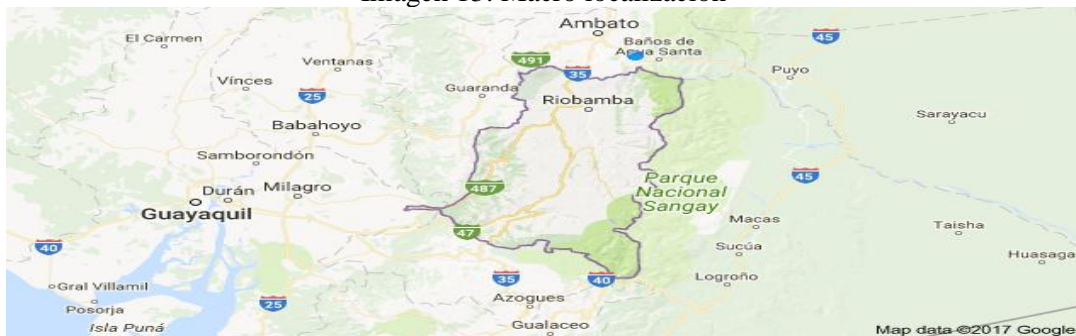 Imagen 13: Macro localización
Ambato
El Carmen
Baños de
Agua Santa
45
491
Ventanas
35
Puyo
Vínces
Guaranda
25
Riobamba
Sarayacu
Babahoyo
Samborondón
45
Durán
Milagro
487
Parque
Nacional
Sangay
Guayaquil
Macas
Taisha
47
40
Sucúa
Huasaga
Gral Villamil
35
40
Logroño
Posorja
25
Azogues
Isla Puná
Gualaceo
Map data ©2017 Google